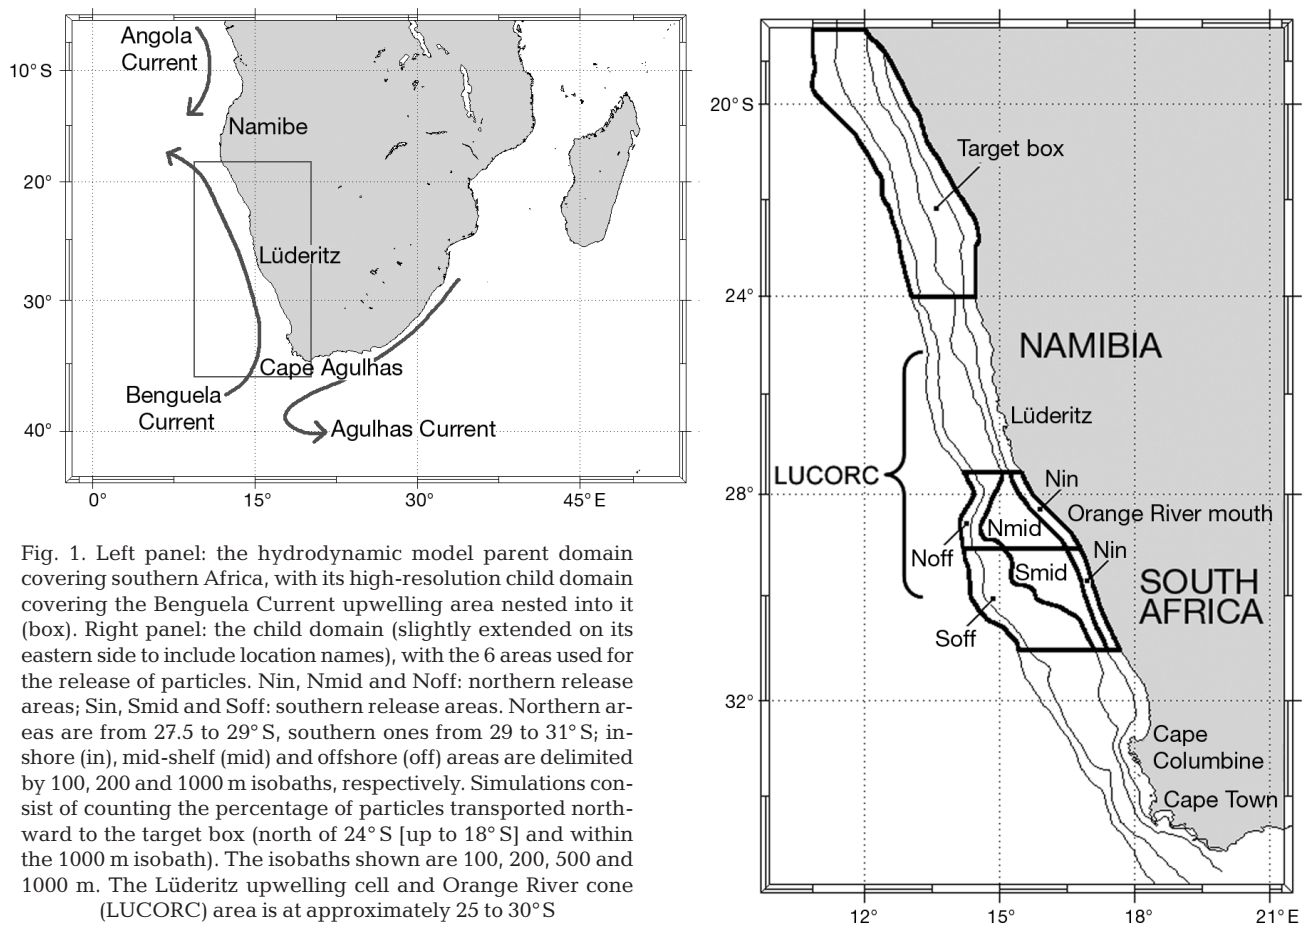 Angola
Current
10° S
Namibe
20°
Lüderitz
30°
Cape Agulhas
Benguela
Current
Agulhas Current
40°
0°
15°
30°
45° E
Fig. 1. Left panel: the hydrodynamic model parent domain
covering southern Africa, with its high-resolution child domain
covering the Benguela Current upwelling area nested into it
(box). Right panel: the child domain (slightly extended on its
eastern side to include location names), with the 6 areas used for
the release of particles. Nin, Nmid and Noff: northern release
areas; Sin, Smid and Soff: southern release areas. Northern ar-
eas are from 27.5 to 29° S, southern ones from 29 to 31° S; in-
shore (in), mid-shelf (mid) and offshore (off) areas are delimited
by 100, 200 and 1000 m isobaths, respectively. Simulations con-
sist of counting the percentage of particles transported north-
ward to the target box (north of 24° S [up to 18° S] and within
the 1000 m isobath). The isobaths shown are 100, 200, 500 and
1000 m. The Lüderitz upwelling cell and Orange River cone
(LUCORC) area is at approximately 25 to 30° S
20° S
Target box
24°
NAMIBIA
Lüderitz
LUCORC
Nin
28°
Orange River mouth
Nmid
Noff
Nin
Smid
SOUTH
AFRICA
Soff
32°
Cape
Columbine
Cape Town
12°
15°
18°
21° E